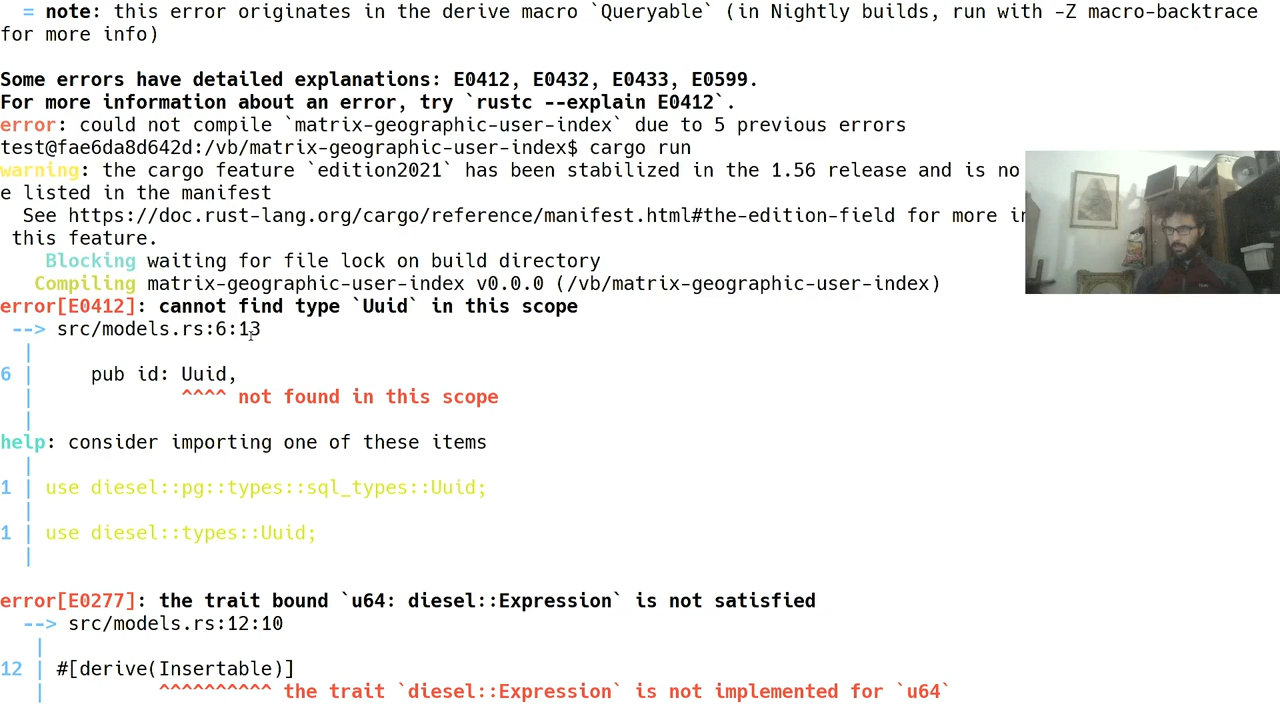 = note: this error originates in the derive macro `Queryable` (in Nightly builds, run with -Z macro-backtrace
for more info)
Some errors have detailed explanations: E0412, E0432, E0433, E0599.
For more information about an error, try `rustc --explain E0412`.
error: could not compile `matrix-geographic-user-index` due to 5 previous errors
test@fae6da8d642d:/vb/matrix-geographic-user-index$ cargo run
warning: the cargo feature `edition2021` has been stabilized in the 1.56 release and is no
e listed in the manifest
See https://doc.rust-lang.org/cargo/reference/manifest.html#the-edition-field for more in
this feature.
Blocking waiting for file lock on build directory
Compiling matrix-geographic-user-index v0.0.0 (/vb/matrix-geographic-user-index)
error[E0412]: cannot find type `Uuid` in this scope
--> src/models.rs:6:13
|
6 |     pub id: Uuid,
|             ^^^^ not found in this scope
|
help: consider importing one of these items
|
1 | use diesel::pg::types::sql_types::Uuid;
|
1 | use diesel::types::Uuid;
|
error[E0277]: the trait bound `u64: diesel::Expression` is not satisfied
--> src/models.rs:12:10
|
12 | #[derive(Insertable)]
|          ^^^^^^^^^^ the trait `diesel::Expression` is not implemented for `u64`